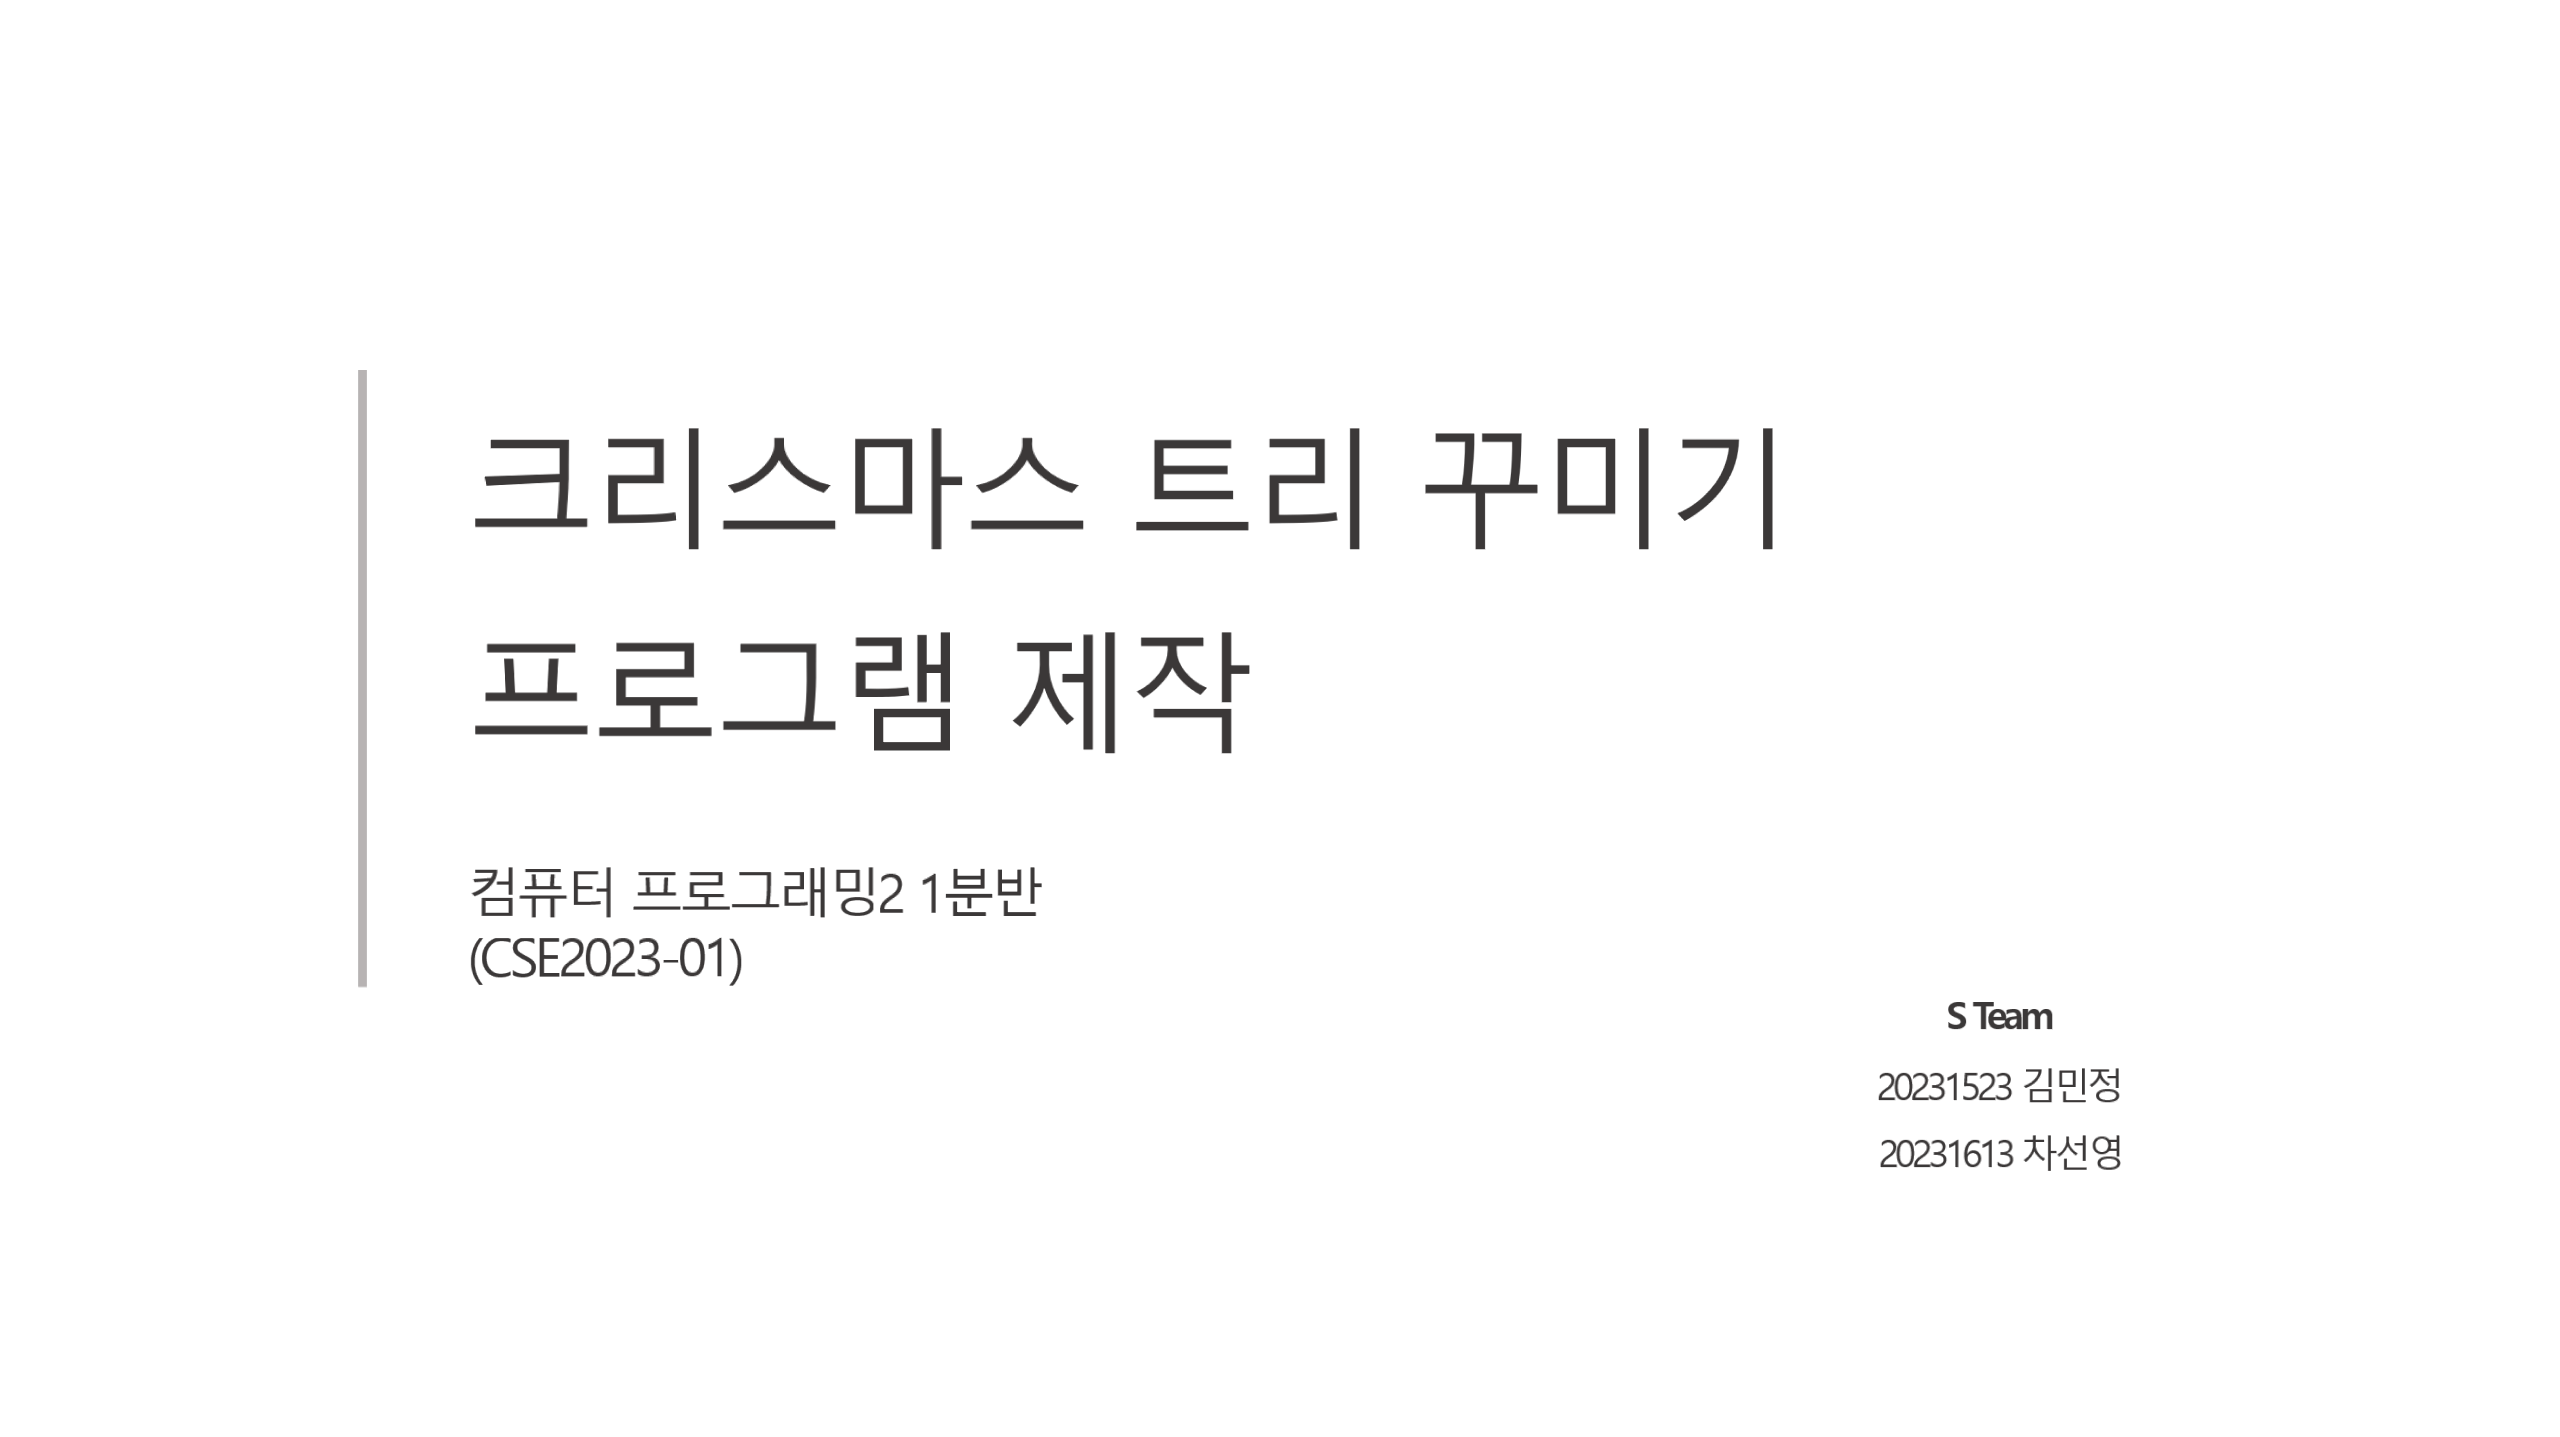 크리스마스 트리 꾸미기
프로그램 제작
컴퓨터 프로그래밍2 1분반
(CSE2023-01)
S Team
20231523 김민정
20231613 차선영